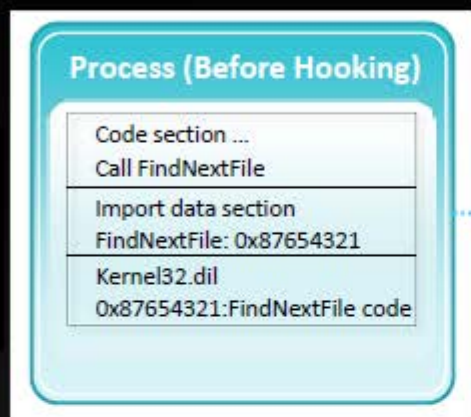 Process (Before Hooking)
Code section ...
Call FindNextFile
Import data section
FindNextFile: 0x87654321
Kernel32.dil
0x87654321:FindNextFile code